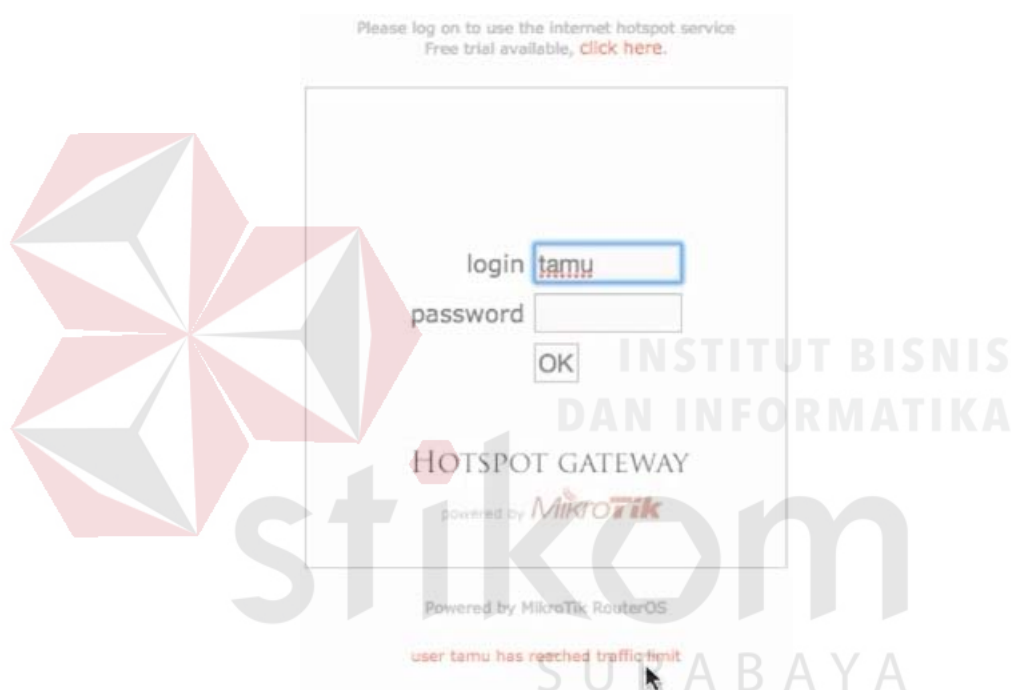 Please log on to use the internet hotspot service
Free trial available, click here.
login tamu
password
OK
INSTITUT BISNIS
DAN INFORMATIKA
HOTSPOT GATEWAY
powered by MikroTik
stikom
Powered by MikroTik RouterOS
user tamu has reached traffic limit
SURABAYA